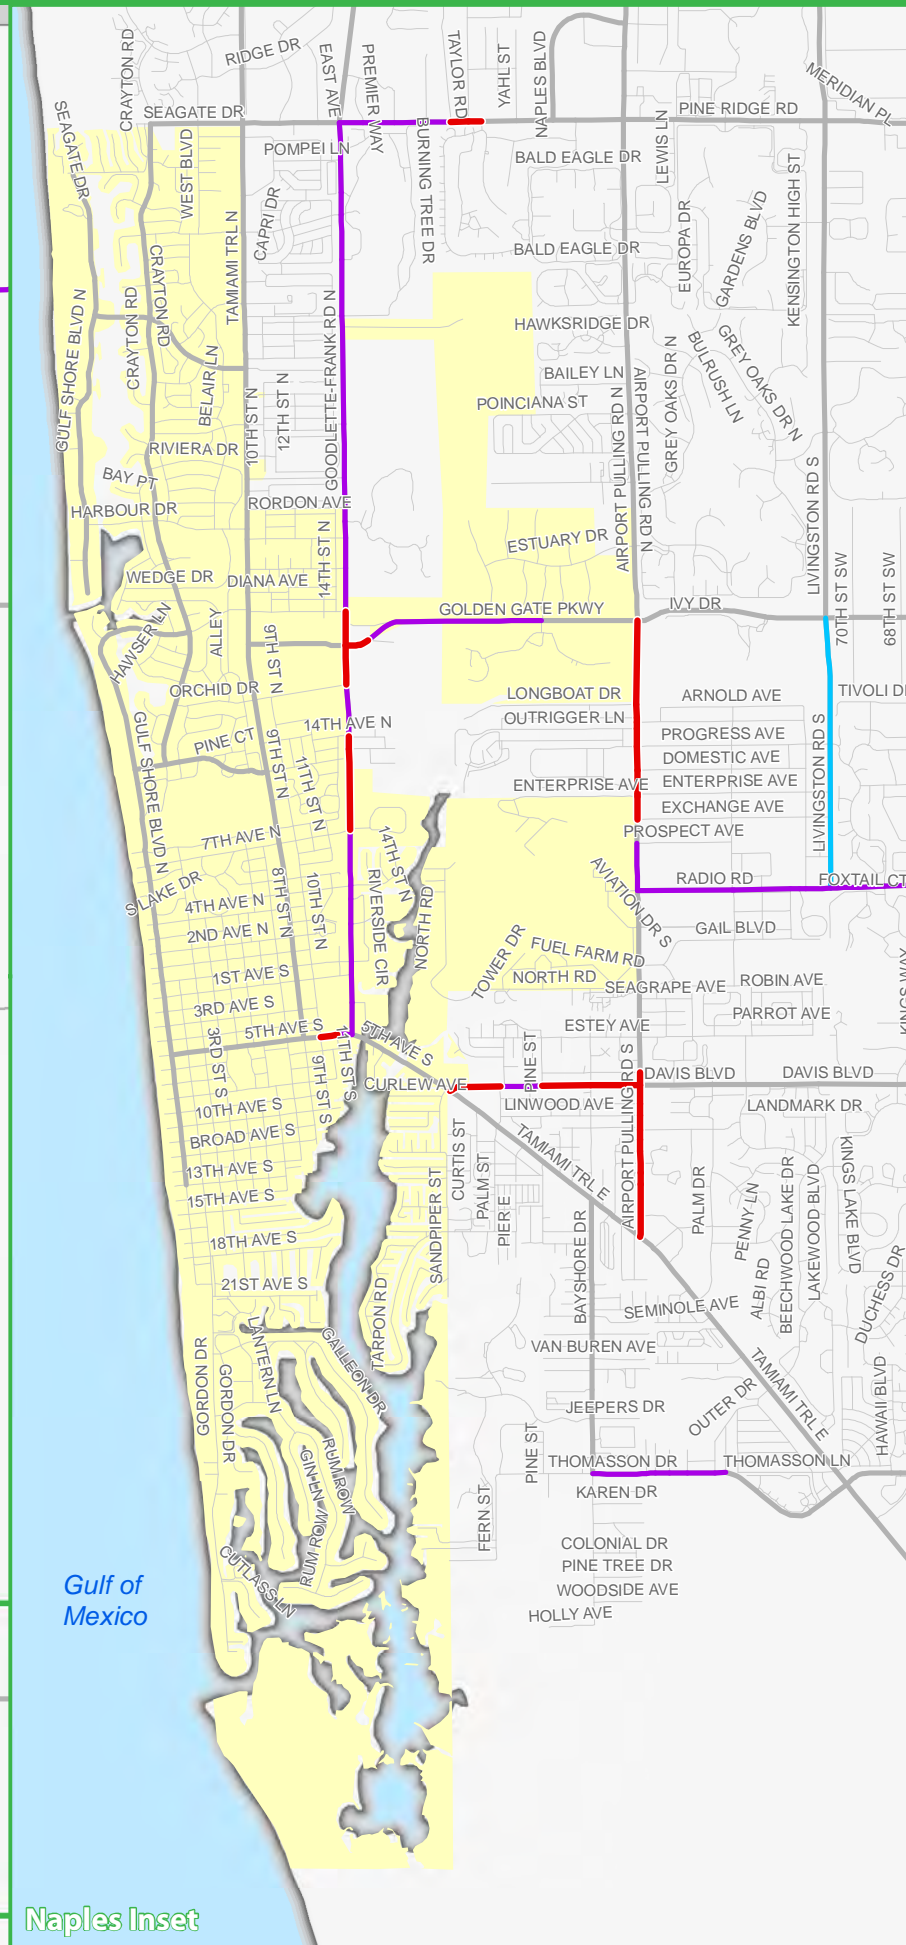 CRAYTON RD
RIDGE DR
EAST AVE
PREMIER WAY
TAYLOR RD
YAHL ST
NAPLES BLVD
MERIDIAN PL
SEAGATE DR
PINE RIDGE RD
SEAGATE DR
WEST BLVD
POMPEI LN
BURNING TREE DR
BALD EAGLE DR
LEWIS LN
KENSINGTON HIGH ST
CAPRI DR
TAMIAMI TRL N
EUROPA DR
GARDENS BLVD
BALD EAGLE DR
CRAYTON RD
CRAYTON RD
GULF SHORE BLVD N
GOODLETTE-FRANK RD N
HAWKSRIDGE DR
GREY OAKS DR N
BULRUSH LN
GREY OAKS DR N
BELAIR LN
BAILEY LN
10TH ST N
12TH ST N
POINCIANA ST
AIRPORT PULLING RD N
AIRPORT PULLING RD N
RIVIERA DR
BAY PT
LIVINGSTON RD S
HARBOUR DR
RORDON AVE
14TH ST N
ESTUARY DR
70TH ST SW
68TH ST SW
WEDGE DR
DIANA AVE
GOLDEN GATE PKWY
IVY DR
HAWSER LN
ALLEY
9TH ST N
ORCHID DR
LONGBOAT DR
ARNOLD AVE
TIVOLI D
14TH AVE N
OUTRIGGER LN
PINE CT
PROGRESS AVE
LIVINGSTON RD S
GULF SHORE BLVD N
9TH ST N
11TH ST N
DOMESTIC AVE
ENTERPRISE AVE
ENTERPRISE AVE
EXCHANGE AVE
7TH AVE N
PROSPECT AVE
14TH ST N
S LAKE DR
8TH ST N
10TH ST N
RIVERSIDE CIR
NORTH RD
AVIATION DR S
RADIO RD
FOXTAIL CT
4TH AVE N
2ND AVE N
GAIL BLVD
TOWER DR
FUEL FARM RD
1ST AVE S
NORTH RD
SEAGRAPE AVE
ROBIN AVE
KINGS WAY
3RD AVE S
PARROT AVE
5TH AVE S
11TH ST S
5TH AVE S
ESTEY AVE
3RD ST S
9TH ST S
PINE ST
CURLEW AVE
DAVIS BLVD
DAVIS BLVD
10TH AVE S
LINWOOD AVE
AIRPORT PULLING RD S
LANDMARK DR
BROAD AVE S
CURTIS ST
TAMIAMI TRL E
13TH AVE S
PALM ST
PALM DR
PENNY LN
BEECHWOOD LAKE DR
LAKEWOOD BLVD
KINGS LAKE BLVD
15TH AVE S
SANDPIPER ST
PIER E
BAYSHORE DR
18TH AVE S
DUCHESS DR
21ST AVE S
TARPON RD
ALBI RD
SEMINOLE AVE
LANTERN LN
GALLEON DR
GORDON DR
GORDON DR
VAN BUREN AVE
TAMIAMI TRL E
OUTER DR
HAWAII BLVD
JEEPERS DR
PINE ST
GIN LN
RUM ROW
THOMASSON DR
THOMASSON LN
FERN ST
KAREN DR
RUM ROW
CUTLASS LN
COLONIAL DR
PINE TREE DR
WOODSIDE AVE
HOLLY AVE
Gulf of
Mexico
Naples Inset